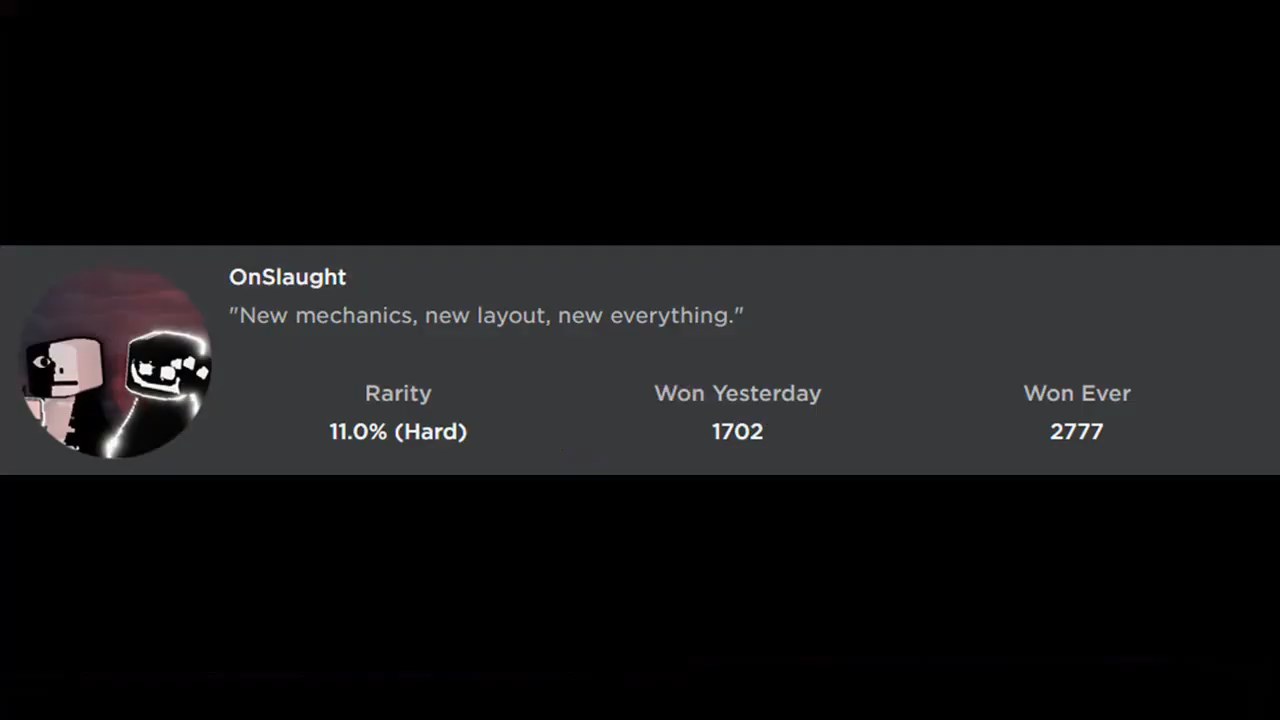 OnSlaught
"New mechanics, new layout, new everything."
Rarity Won Yesterday Won Ever
11.0% (Hard) 1702 2777